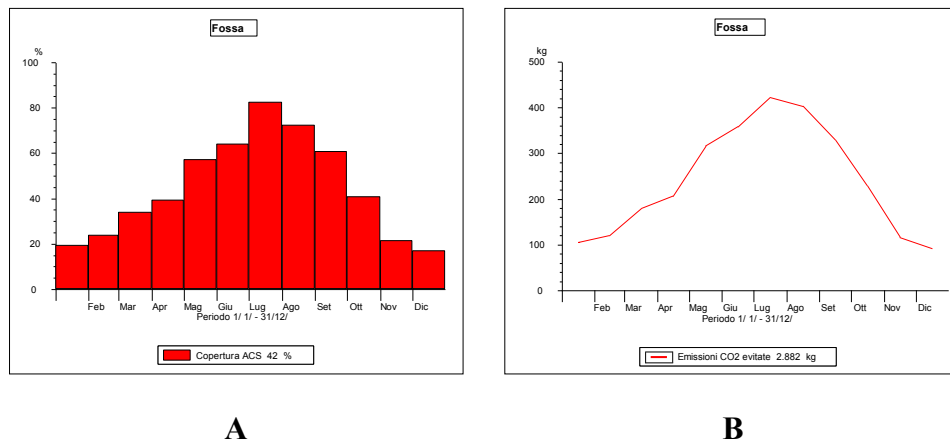 Fossa
%
100
80
60
40
20
0
Feb Mar Apr Mag Giu Lug Ago Set Ott Nov Dic
Periodo 1/ 1/ - 31/12/
Copertura ACS 42 %
A
Fossa
kg
500
400
300
200
100
0
Feb Mar Apr Mag Giu Lug Ago Set Ott Nov Dic
Periodo 1/ 1/ - 31/12/
Emissioni CO2 evitate 2.882 kg
B